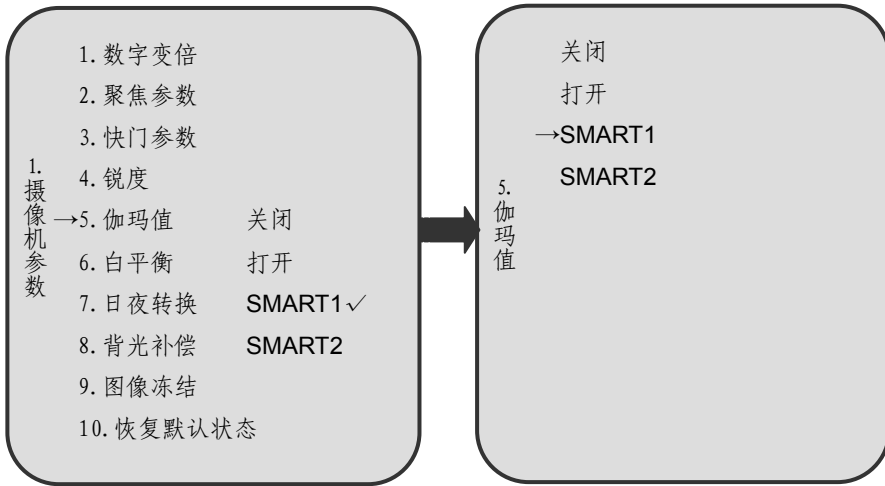 1.摄像机参数
1.数字变倍
2.聚焦参数
3.快门参数
4.锐度
→5.伽玛值 关闭
6.白平衡 打开
7.日夜转换 SMART1✓
8.背光补偿 SMART2
9.图像冻结
10.恢复默认状态
5.伽玛值
关闭
打开
→SMART1
SMART2